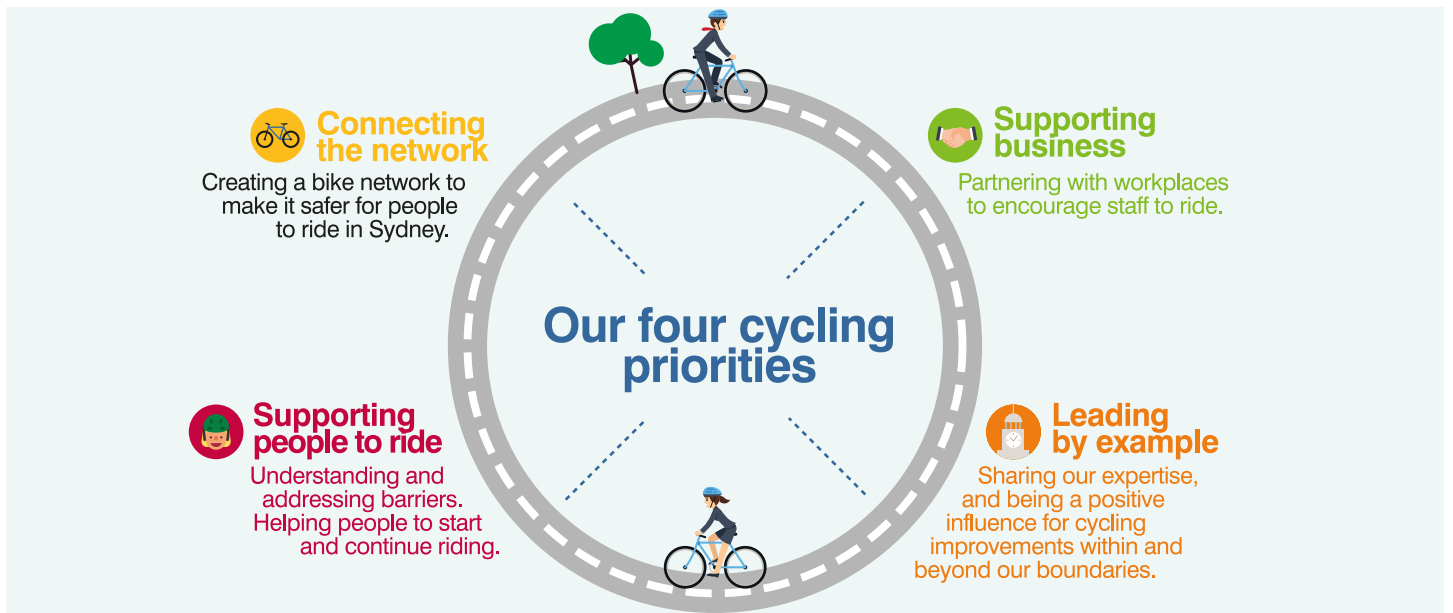 Connecting
the network
Creating a bike network to
make it safer for people
to ride in Sydney.
Supporting
business
Partnering with workplaces
to encourage staff to ride.
Our four cycling
priorities
Supporting
people to ride
Understanding and
addressing barriers.
Helping people to start
and continue riding.
Leading
by example
Sharing our expertise,
and being a positive
influence for cycling
improvements within and
beyond our boundaries.